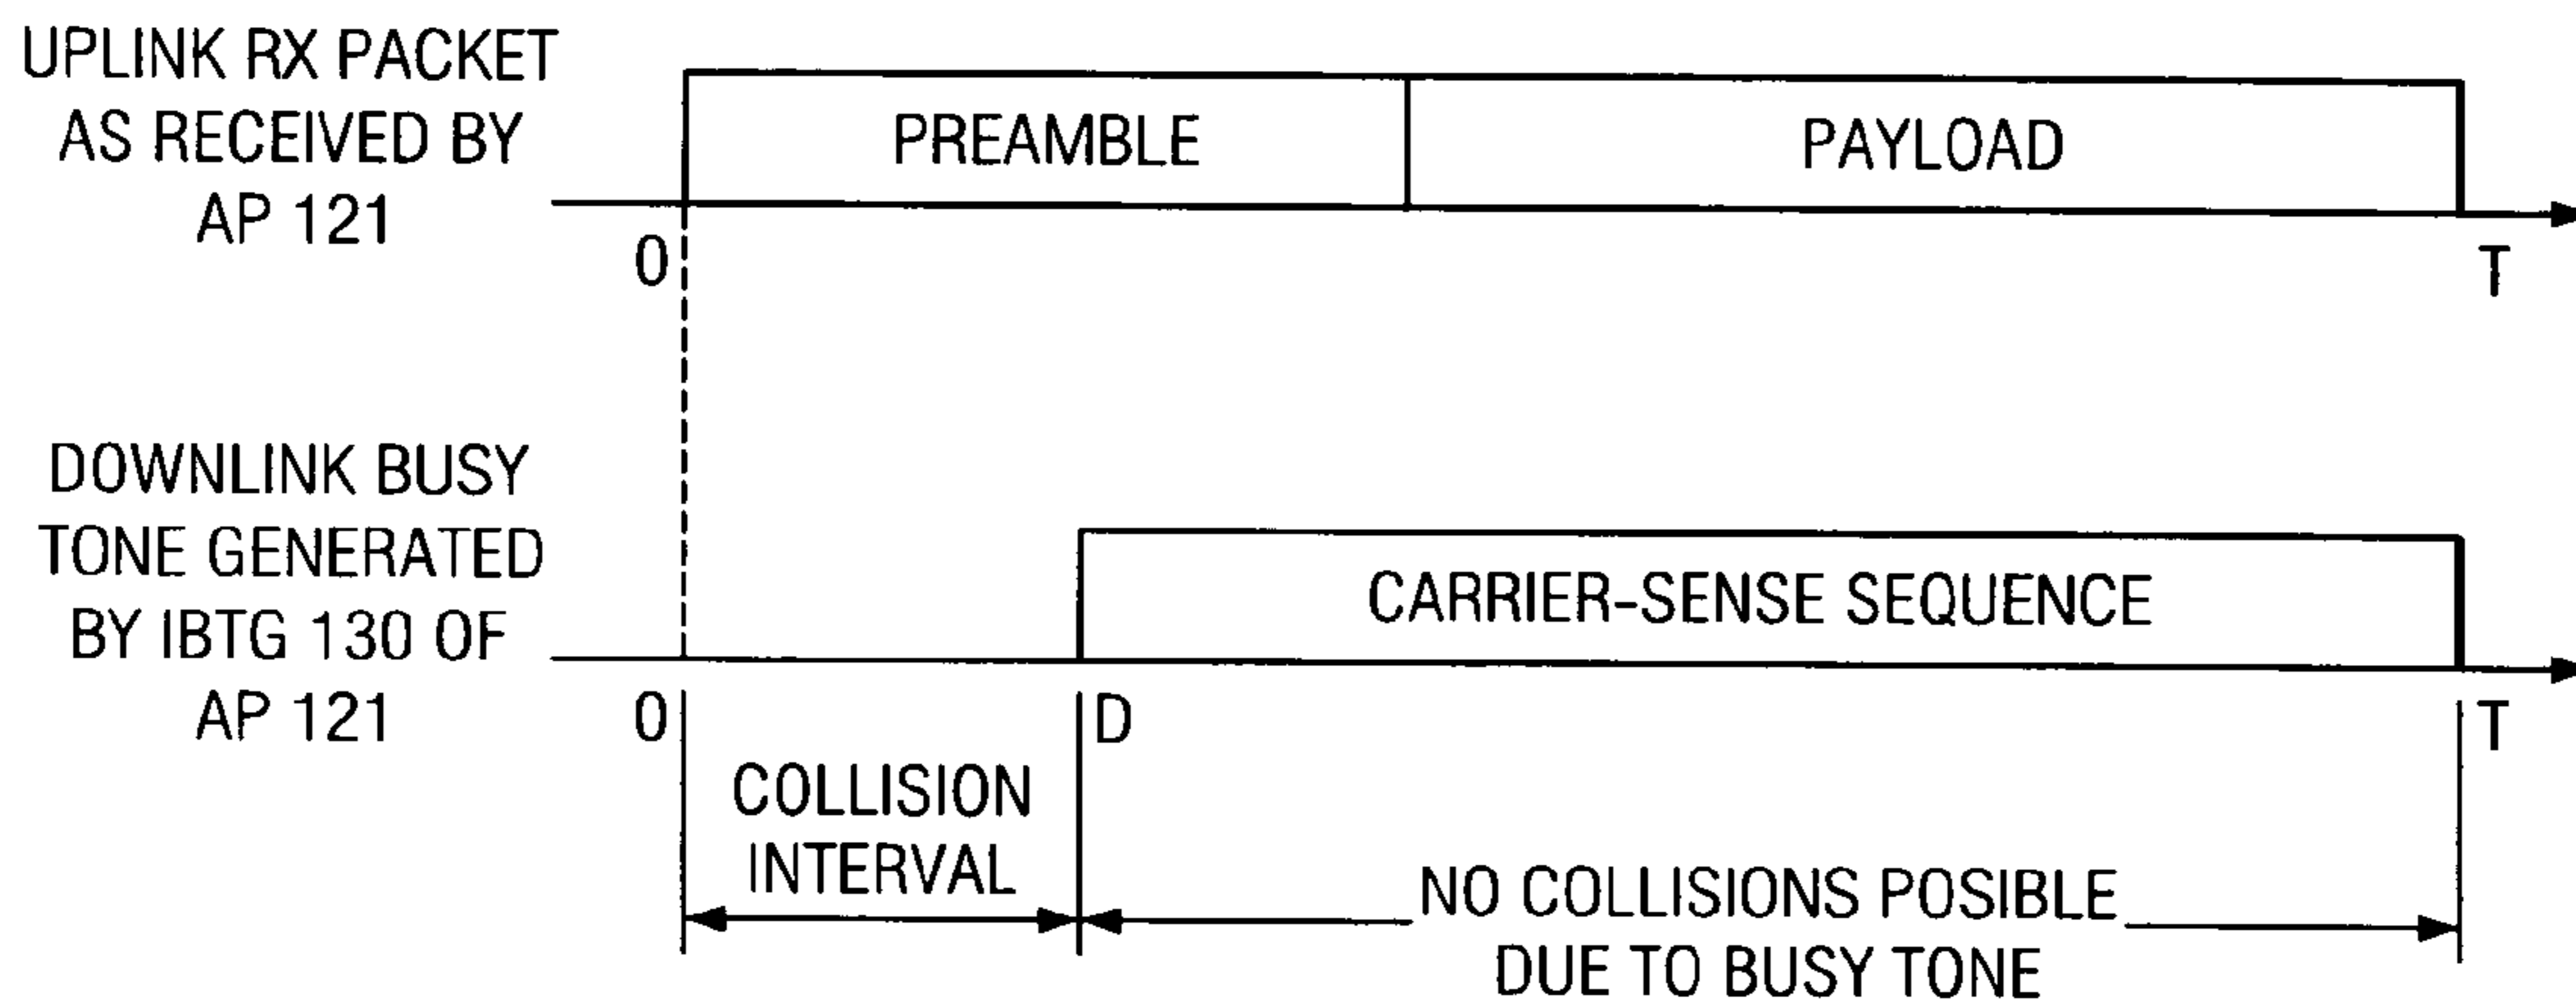 UPLINK RX PACKET
AS RECEIVED BY
AP 121
PREAMBLE
PAYLOAD
0
T
DOWNLINK BUSY
TONE GENERATED
BY IBTG 130 OF
AP 121
CARRIER-SENSE SEQUENCE
0
D
T
COLLISION
INTERVAL
NO COLLISIONS POSIBLE
DUE TO BUSY TONE